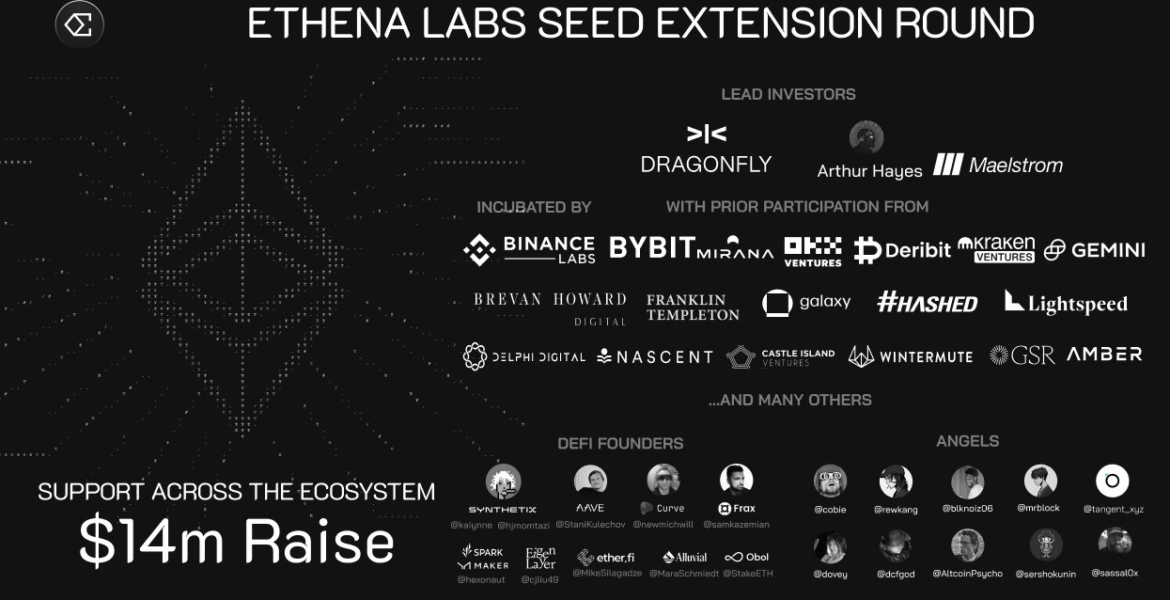 ETHENA LABS SEED EXTENSION ROUND
LEAD INVESTORS
DRAGONFLY
Arthur Hayes
Maelstrom
INCUBATED BY
WITH PRIOR PARTICIPATION FROM
BINANCE LABS
BYBIT
MIRANA
OKX VENTURES
Deribit
kraken VENTURES
GEMINI
BREVAN HOWARD DIGITAL
FRANKLIN TEMPLETON
galaxy
#HASHED
Lightspeed
DELPHI DIGITAL
NASCENT
CASTLE ISLAND VENTURES
WINTERMUTE
GSR
AMBER
...AND MANY OTHERS
DEFI FOUNDERS
SYNTHETIX
AAVE
Curve
Frax
@kaiynne @hjmomtazi @StaniKulechov @newmichwill @samkazemian
SPARK
MAKER
Eigen Layer
ether.fi
Alluvial
Obol
@hexonaut @cjliu49 @MikeSilagadze @MaraSchmiedt @StakeETH
ANGELS
@cobie @rewkang @blknoiz06 @mrblock @tangent_xyz
@dovey @dcfgod @AltcoinPsycho @sershokunin @sassal0x
SUPPORT ACROSS THE ECOSYSTEM
$14m Raise